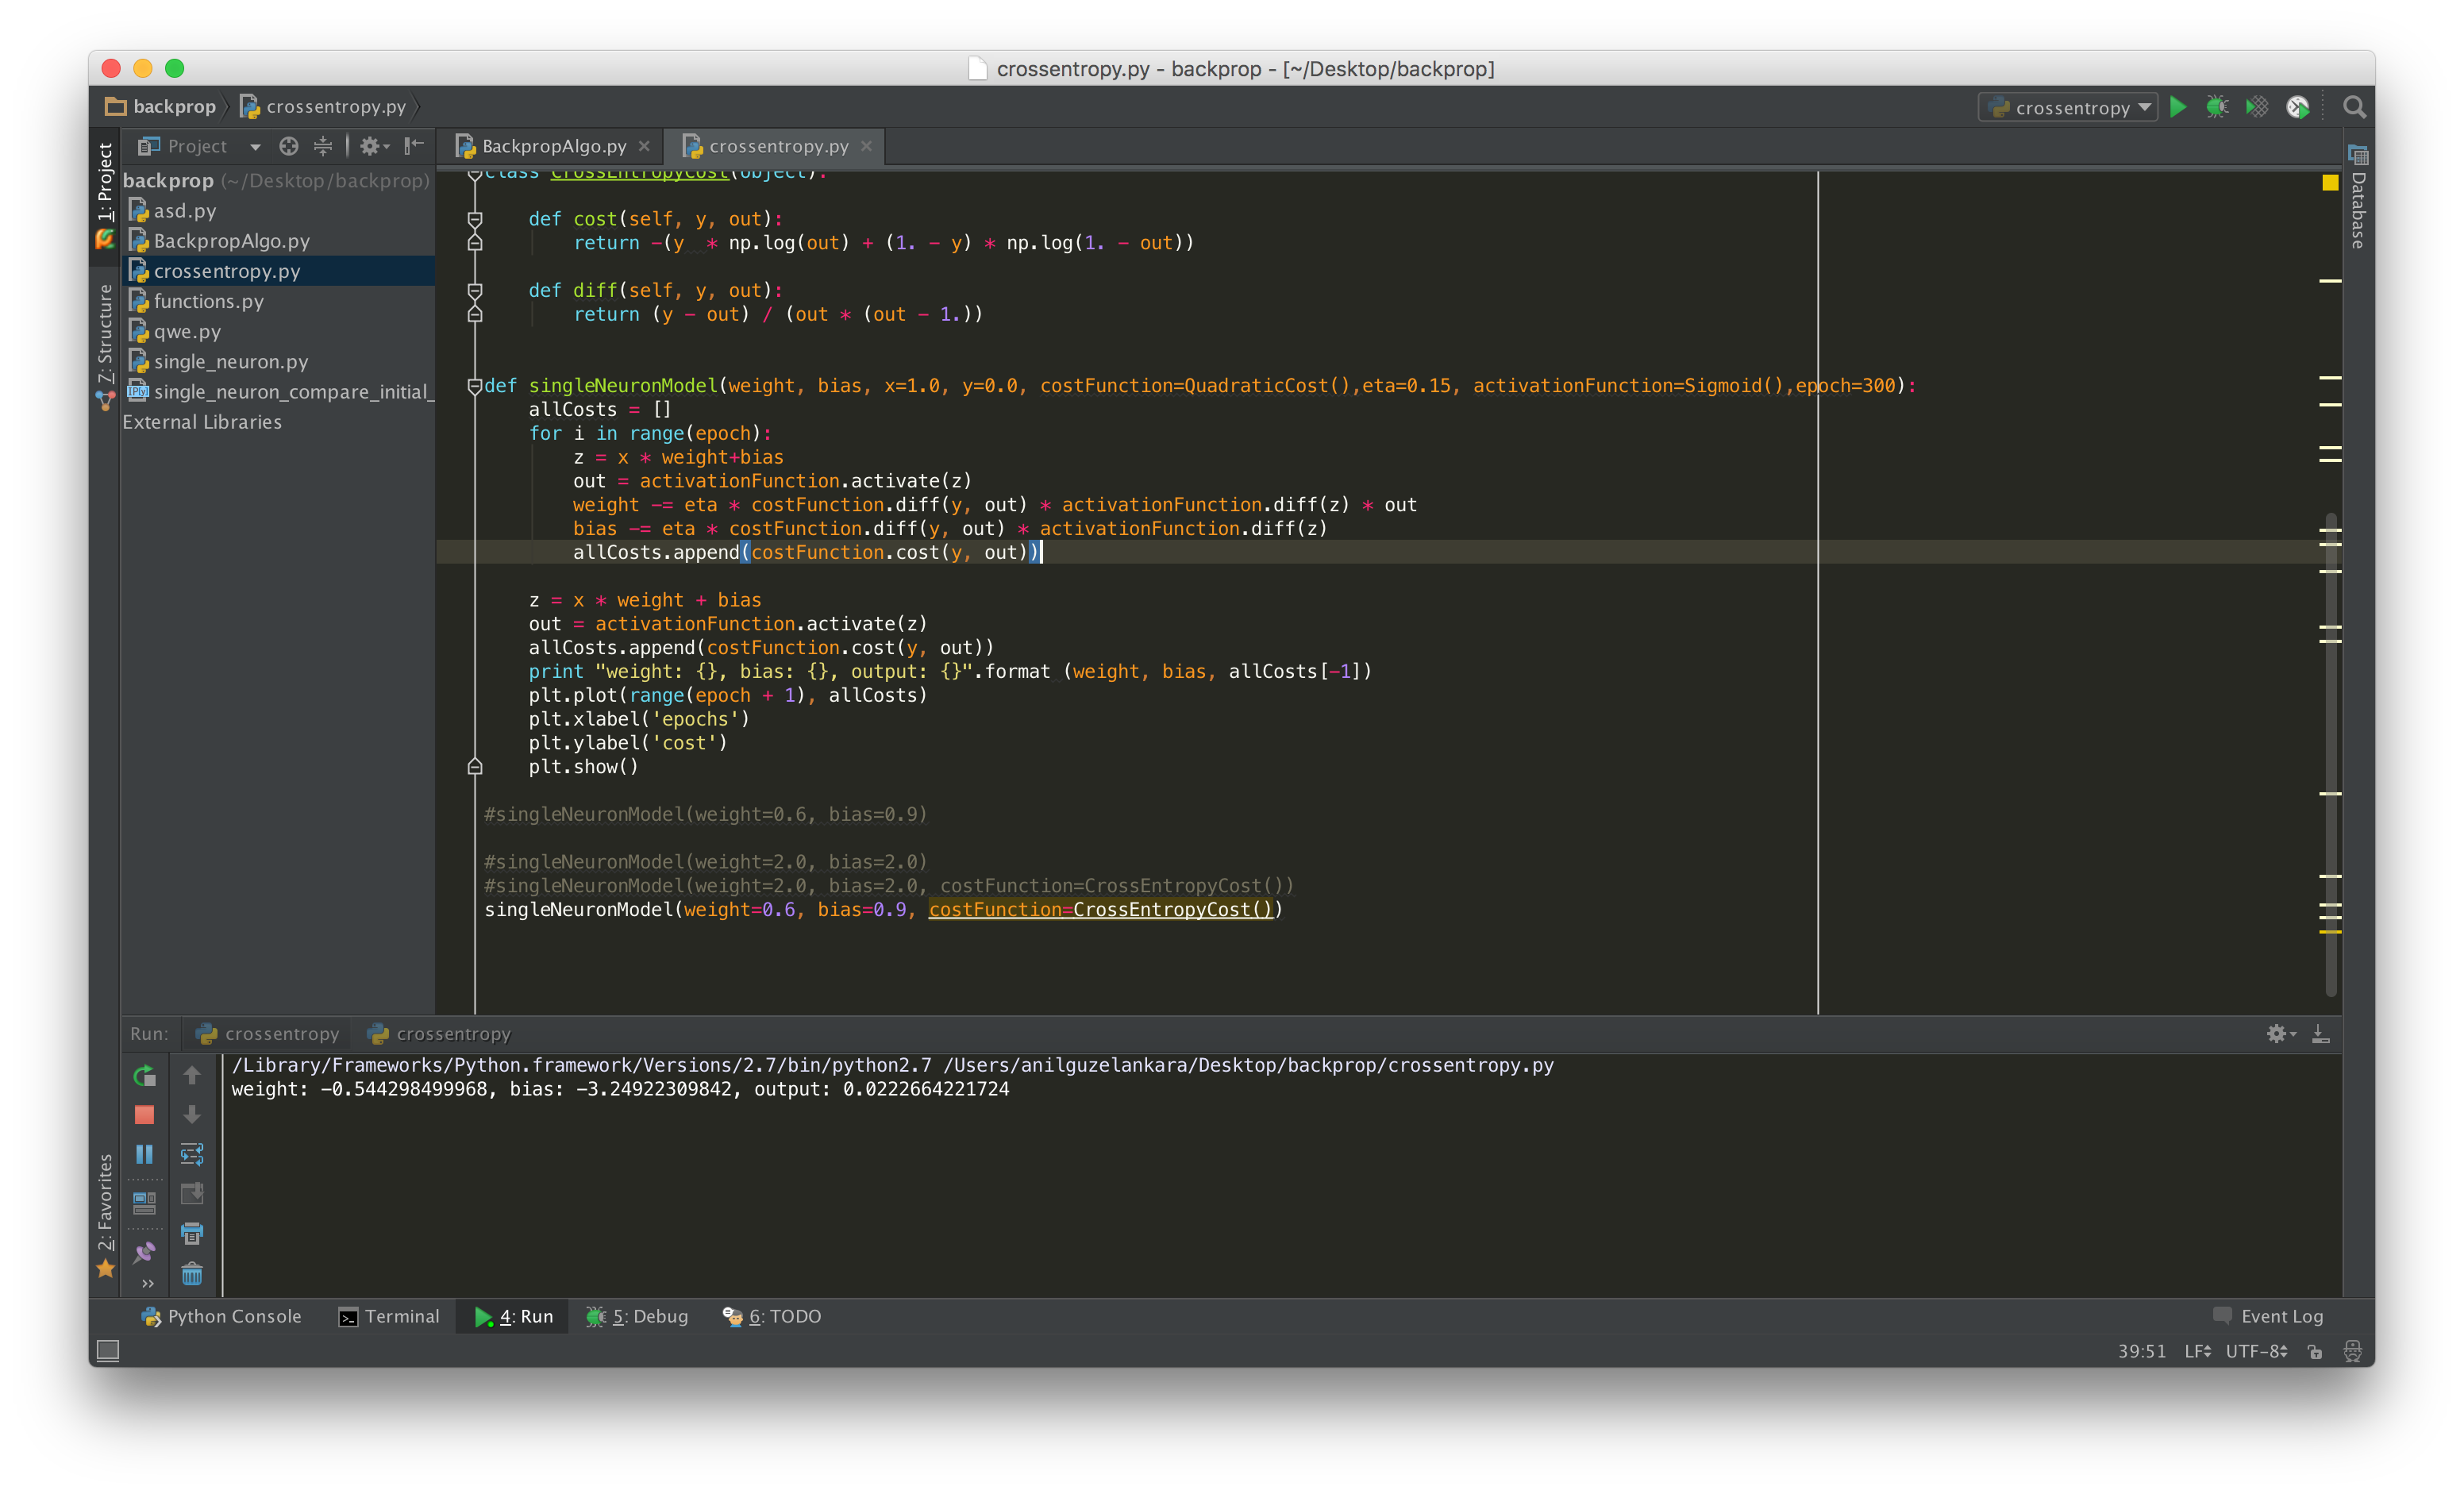 crossentropy.py - backprop - [~/Desktop/backprop]
backprop crossentropy.py
crossentropy
1: Project
7: Structure
2: Favorites
Project
backprop (~/Desktop/backprop)
asd.py
BackpropAlgo.py
crossentropy.py
functions.py
qwe.py
single_neuron.py
single_neuron_compare_initial_
External Libraries
BackpropAlgo.py crossentropy.py
Database
class CrossEntropyCost(object):
def cost(self, y, out):
return -(y  * np.log(out) + (1. - y) * np.log(1. - out))
def diff(self, y, out):
return (y - out) / (out * (out - 1.))
def singleNeuronModel(weight, bias, x=1.0, y=0.0, costFunction=QuadraticCost(),eta=0.15, activationFunction=Sigmoid(),epoch=300):
allCosts = []
for i in range(epoch):
z = x * weight+bias
out = activationFunction.activate(z)
weight -= eta * costFunction.diff(y, out) * activationFunction.diff(z) * out
bias -= eta * costFunction.diff(y, out) * activationFunction.diff(z)
allCosts.append(costFunction.cost(y, out))
z = x * weight + bias
out = activationFunction.activate(z)
allCosts.append(costFunction.cost(y, out))
print "weight: {}, bias: {}, output: {}".format (weight, bias, allCosts[-1])
plt.plot(range(epoch + 1), allCosts)
plt.xlabel('epochs')
plt.ylabel('cost')
plt.show()
#singleNeuronModel(weight=0.6, bias=0.9)
#singleNeuronModel(weight=2.0, bias=2.0)
#singleNeuronModel(weight=2.0, bias=2.0, costFunction=CrossEntropyCost())
singleNeuronModel(weight=0.6, bias=0.9, costFunction=CrossEntropyCost())
Run: crossentropy crossentropy
/Library/Frameworks/Python.framework/Versions/2.7/bin/python2.7 /Users/anilguzelankara/Desktop/backprop/crossentropy.py
weight: -0.544298499968, bias: -3.24922309842, output: 0.0222664221724
Python Console Terminal 4: Run 5: Debug 6: TODO Event Log
39:51 LF UTF-8